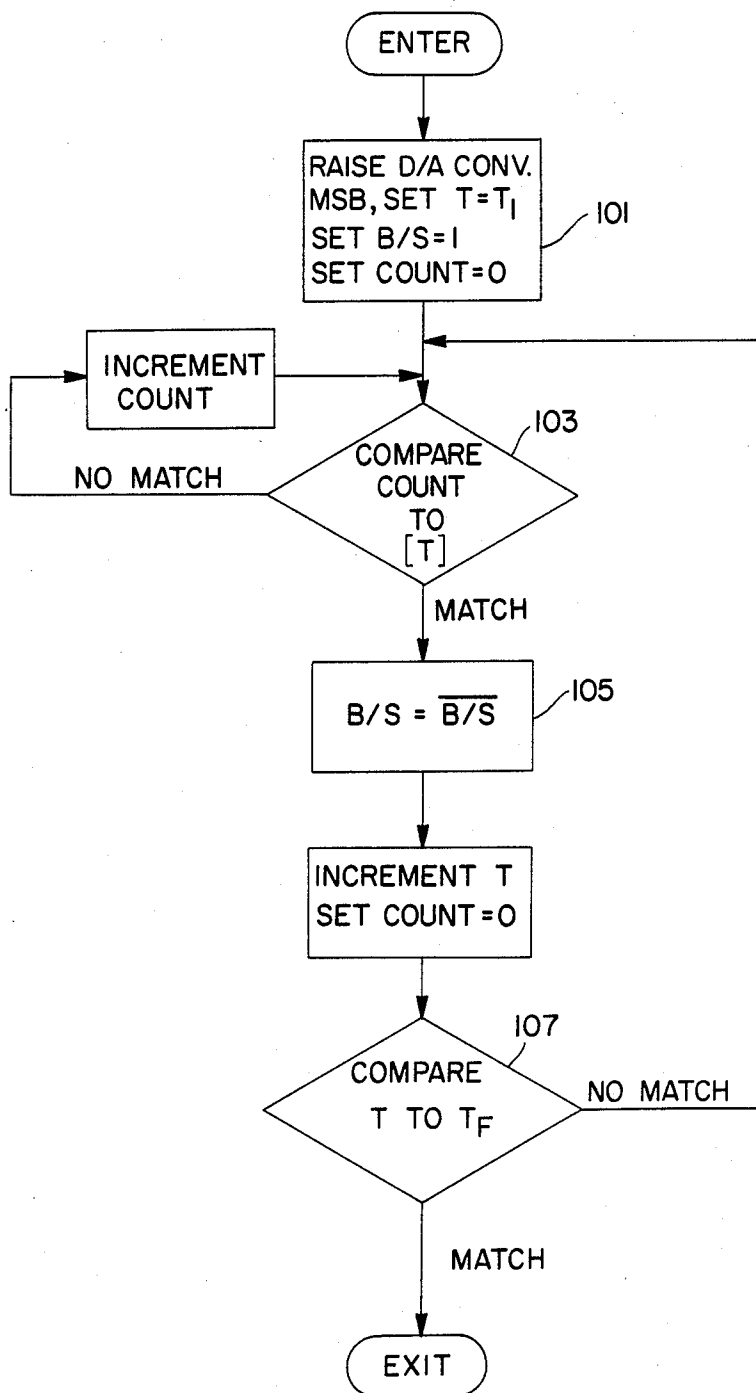 ENTER
RAISE D/A CONV.
MSB, SET T=T₁
SET B/S=1
SET COUNT=0
101
INCREMENT
COUNT
103
COMPARE
COUNT
TO
[T]
NO MATCH
MATCH
B/S = B̅/̅S̅
105
INCREMENT T
SET COUNT=0
107
COMPARE
T TO T_F
NO MATCH
MATCH
EXIT